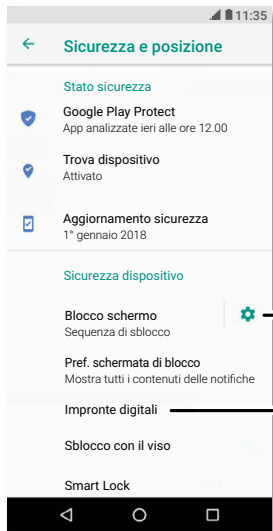 11:35
Sicurezza e posizione
Stato sicurezza
Google Play Protect
App analizzate ieri alle ore 12.00
Trova dispositivo
Attivato
Aggiornamento sicurezza
1° gennaio 2018
Sicurezza dispositivo
Blocco schermo
Sequenza di sblocco
Pref. schermata di blocco
Mostra tutti i contenuti delle notifiche
Impronte digitali
Sblocco con il viso
Smart Lock